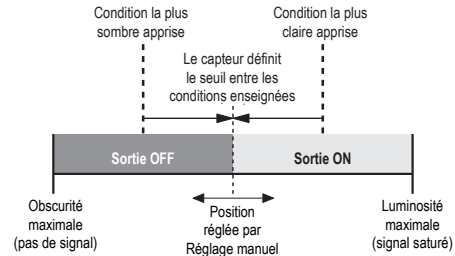 Condition la plus
sombre apprise
Condition la plus
claire apprise
Le capteur définit
le seuil entre les
conditions enseignées
Sortie OFF
Sortie ON
Obscurité
maximale
(pas de signal)
Position
réglée par
Réglage manuel
Luminosité
maximale
(signal saturé)